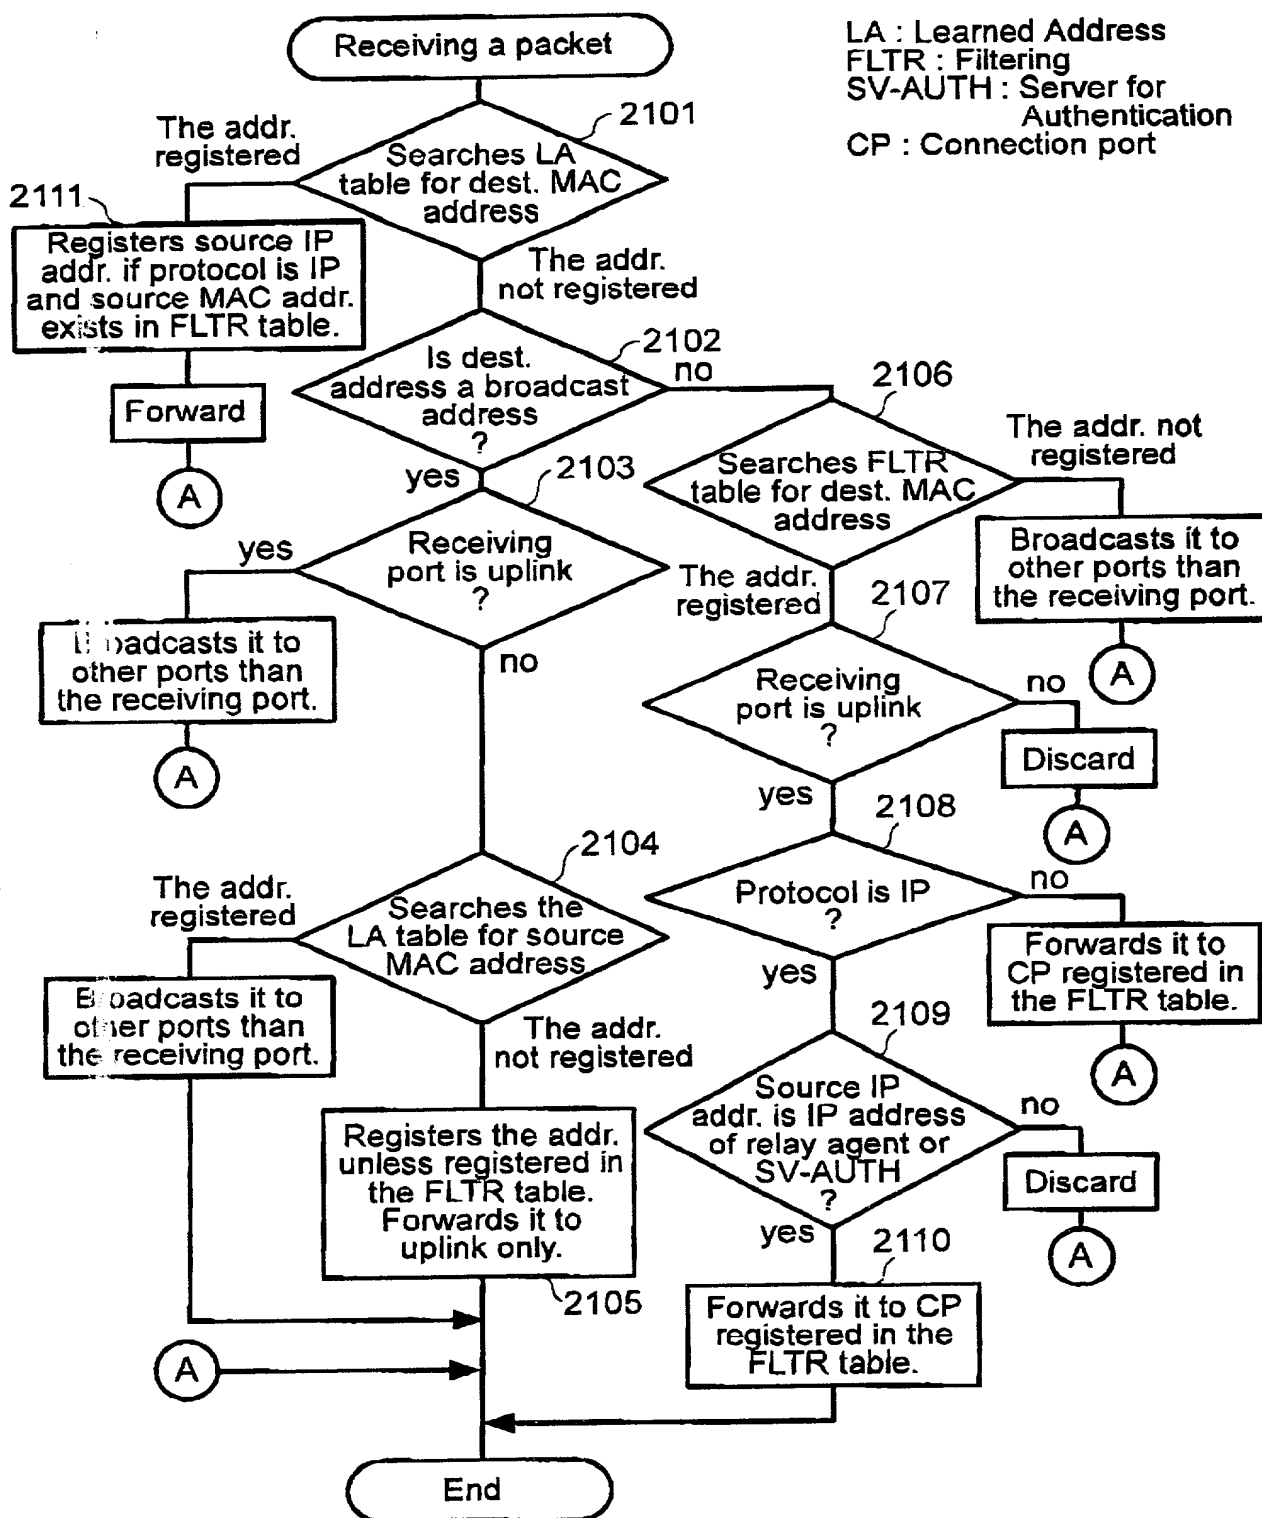 Receiving a packet
LA : Learned Address
FLTR : Filtering
SV-AUTH : Server for
Authentication
CP : Connection port
2101
The addr.
registered
Searches LA
table for dest. MAC
address
2111
Registers source IP
addr. if protocol is IP
and source MAC addr.
exists in FLTR table.
The addr.
not registered
Forward
A
2102
Is dest.
address a broadcast
address
?
no
yes
2106
The addr. not
registered
Searches FLTR
table for dest. MAC
address
Broadcasts it to
other ports than
the receiving port.
A
2103
yes
Receiving
port is uplink
?
no
other ports than
the receiving port.
A
The addr.
registered
2107
Receiving
port is uplink
?
no
Discard
A
yes
2108
Protocol is IP
?
no
Forwards it to
CP registered in
the FLTR table.
A
yes
2104
The addr.
registered
Searches the
LA table for source
MAC address
it to
ports than
the receiving port.
The addr.
not registered
Registers the addr.
unless registered in
the FLTR table.
Forwards it to
uplink only.
2105
2109
Source IP
addr. is IP address
of relay agent or
SV-AUTH
?
no
Discard
A
yes
2110
Forwards it to CP
registered in the
FLTR table.
A
End